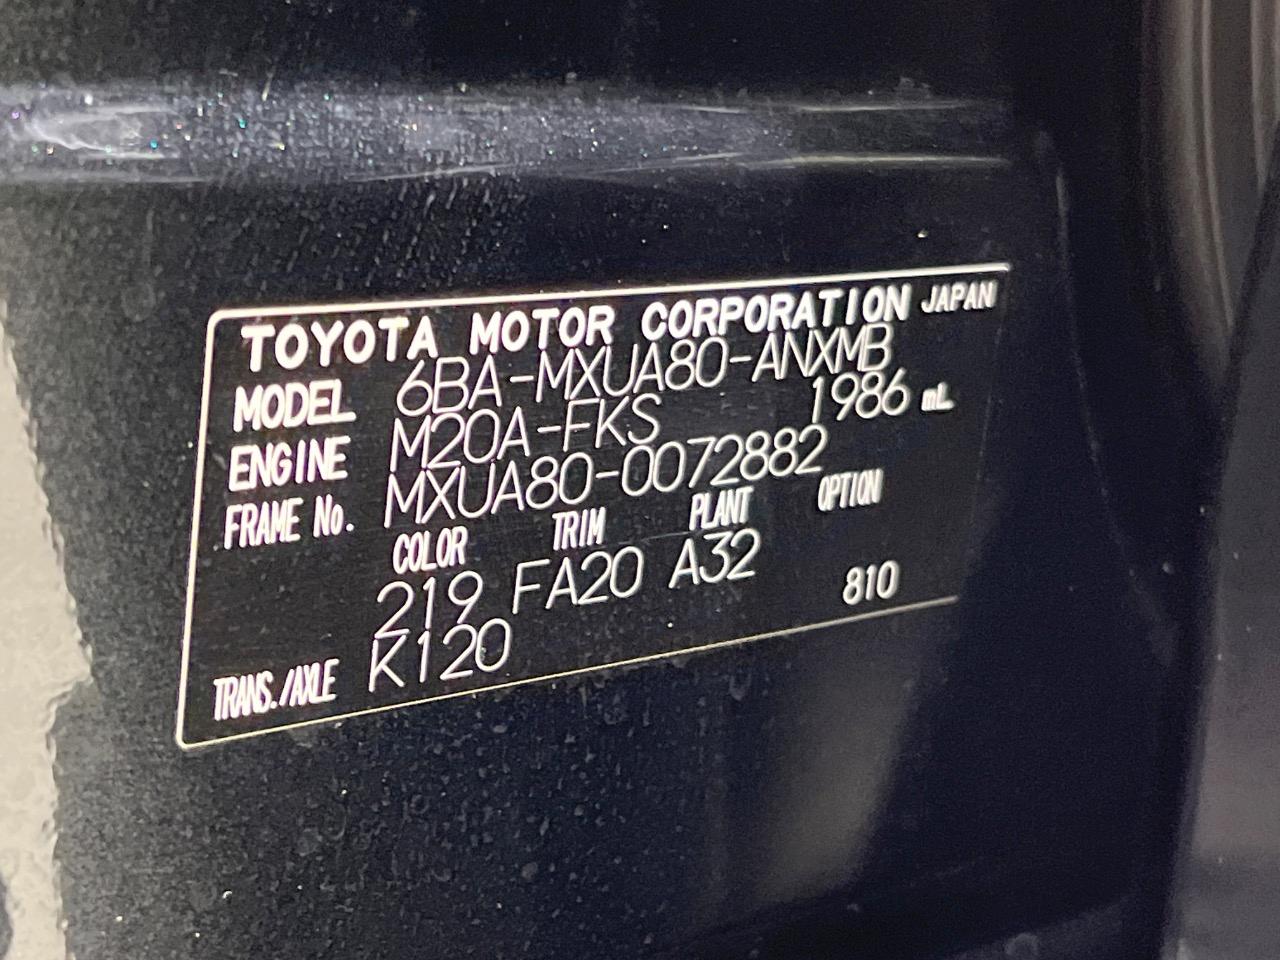 TOYOTA MOTOR CORPORATION JAPAN
MODEL 6BA-MXUA80-ANXMB
ENGINE M20A-FKS 1986 mL
FRAME No. MXUA80-0072882
COLOR TRIM PLANT OPTION
219 FA20 A32
TRANS./AXLE K120 810